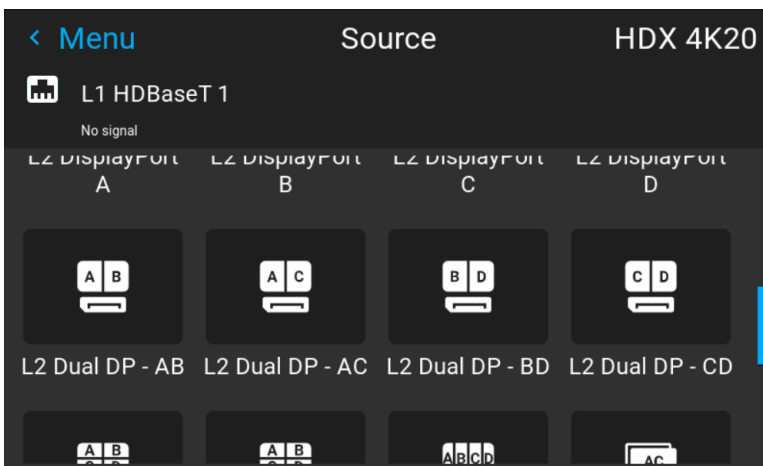 Menu
Source
HDX 4K20
L1 HDBaseT 1
No signal
L2 DisplayPort
A
L2 DisplayPort
B
L2 DisplayPort
C
L2 DisplayPort
D
A B
A C
B D
C D
L2 Dual DP - AB
L2 Dual DP - AC
L2 Dual DP - BD
L2 Dual DP - CD
A B
C D
A B
C D
A B C D
AC